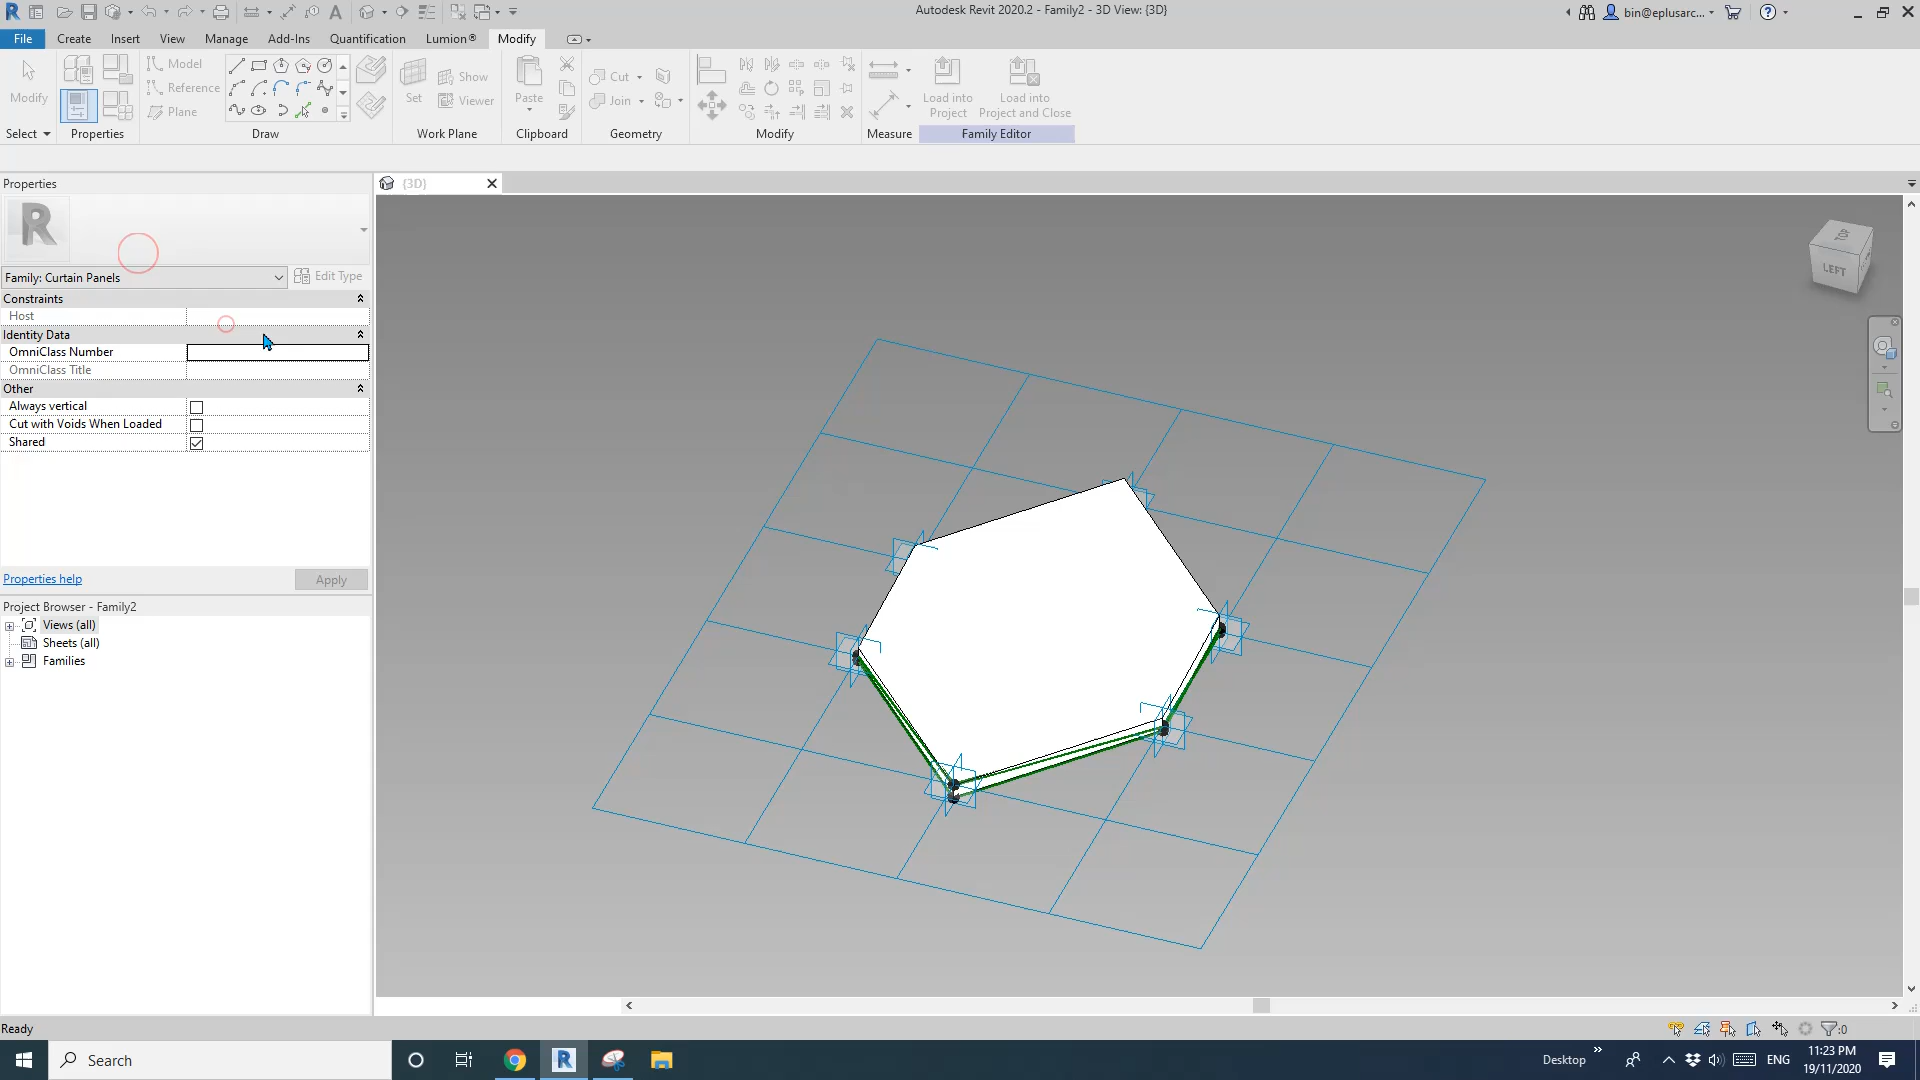 Autodesk Revit 2020.2 - Family2 - 3D View: {3D}
bin@eplusarc...
File
Create
Insert
View
Manage
Add-Ins
Quantification
Lumion®
Modify
Modify
Model
Reference
Plane
Set
Show
Viewer
Paste
Cut
Join
Load into
Project
Load into
Project and Close
Select
Properties
Draw
Work Plane
Clipboard
Geometry
Modify
Measure
Family Editor
Properties
{3D}
R
Family: Curtain Panels
Edit Type
Constraints
Host
Identity Data
OmniClass Number
OmniClass Title
Other
Always vertical
Cut with Voids When Loaded
Shared
Properties help
Apply
Project Browser - Family2
Views (all)
Sheets (all)
Families
TOP
LEFT
Ready
:0
Search
Desktop
ENG
11:23 PM
19/11/2020